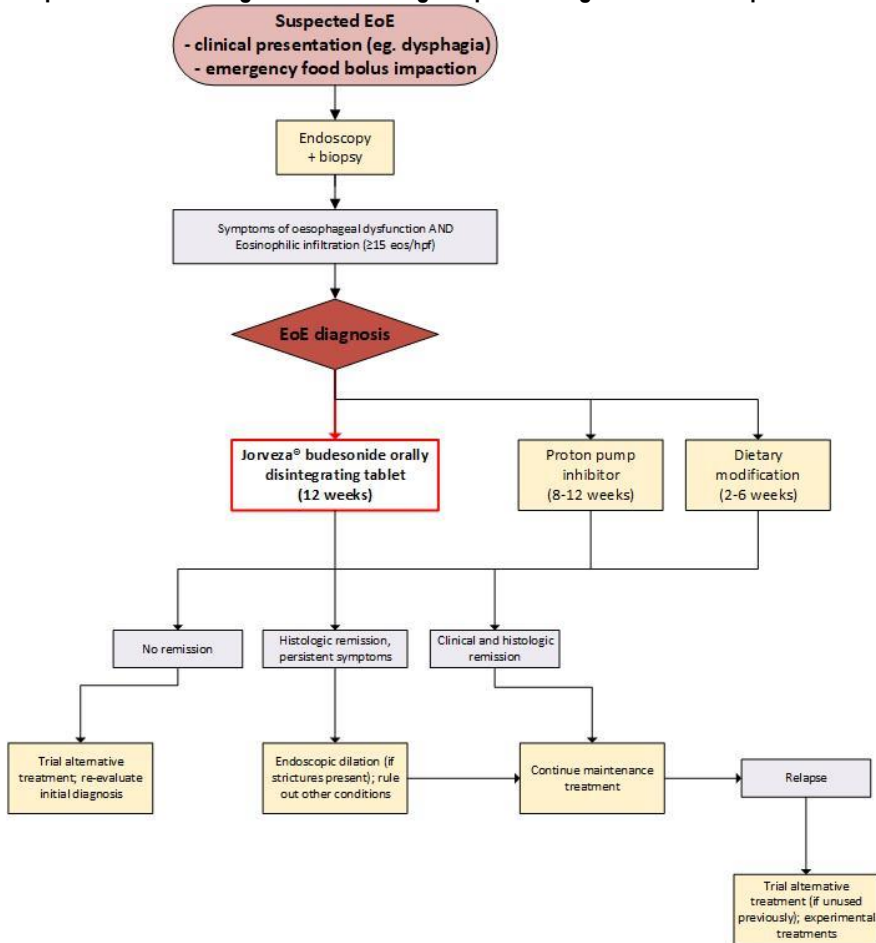 Suspected EoE
- clinical presentation (eg. dysphagia)
- emergency food bolus impaction
Endoscopy
+ biopsy
Symptoms of oesophageal dysfunction AND
Eosinophilic infiltration (≥15 eos/hpf)
EoE diagnosis
Jorveza® budesonide orally
disintegrating tablet
(12 weeks)
Proton pump
inhibitor
(8-12 weeks)
Dietary
modification
(2-6 weeks)
No remission
Histologic remission,
persistent symptoms
Clinical and histologic
remission
Trial alternative
treatment; re-evaluate
initial diagnosis
Endoscopic dilation (if
strictures present); rule
out other conditions
Continue maintenance
treatment
Relapse
Trial alternative
treatment (if unused
previously); experimental
treatments